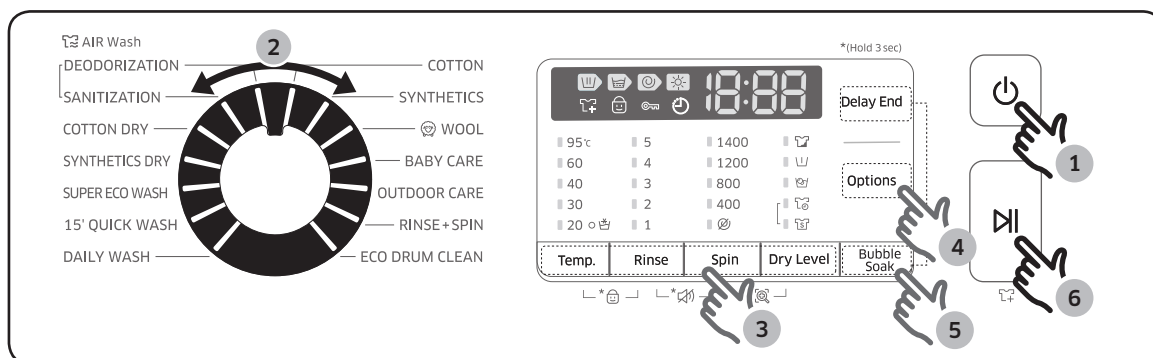 AIR Wash
DEODORIZATION
SANITIZATION
COTTON DRY
SYNTHETICS DRY
SUPER ECO WASH
15' QUICK WASH
DAILY WASH
2
COTTON
SYNTHETICS
WOOL
BABY CARE
OUTDOOR CARE
RINSE+SPIN
ECO DRUM CLEAN
*(Hold 3 sec)
18:88
Delay End
95℃ 5 1400
60 4 1200
40 3 800
30 2 400
20 1
Options
Temp. Rinse Spin Dry Level Bubble
Soak
* *
1
3
4
5
6